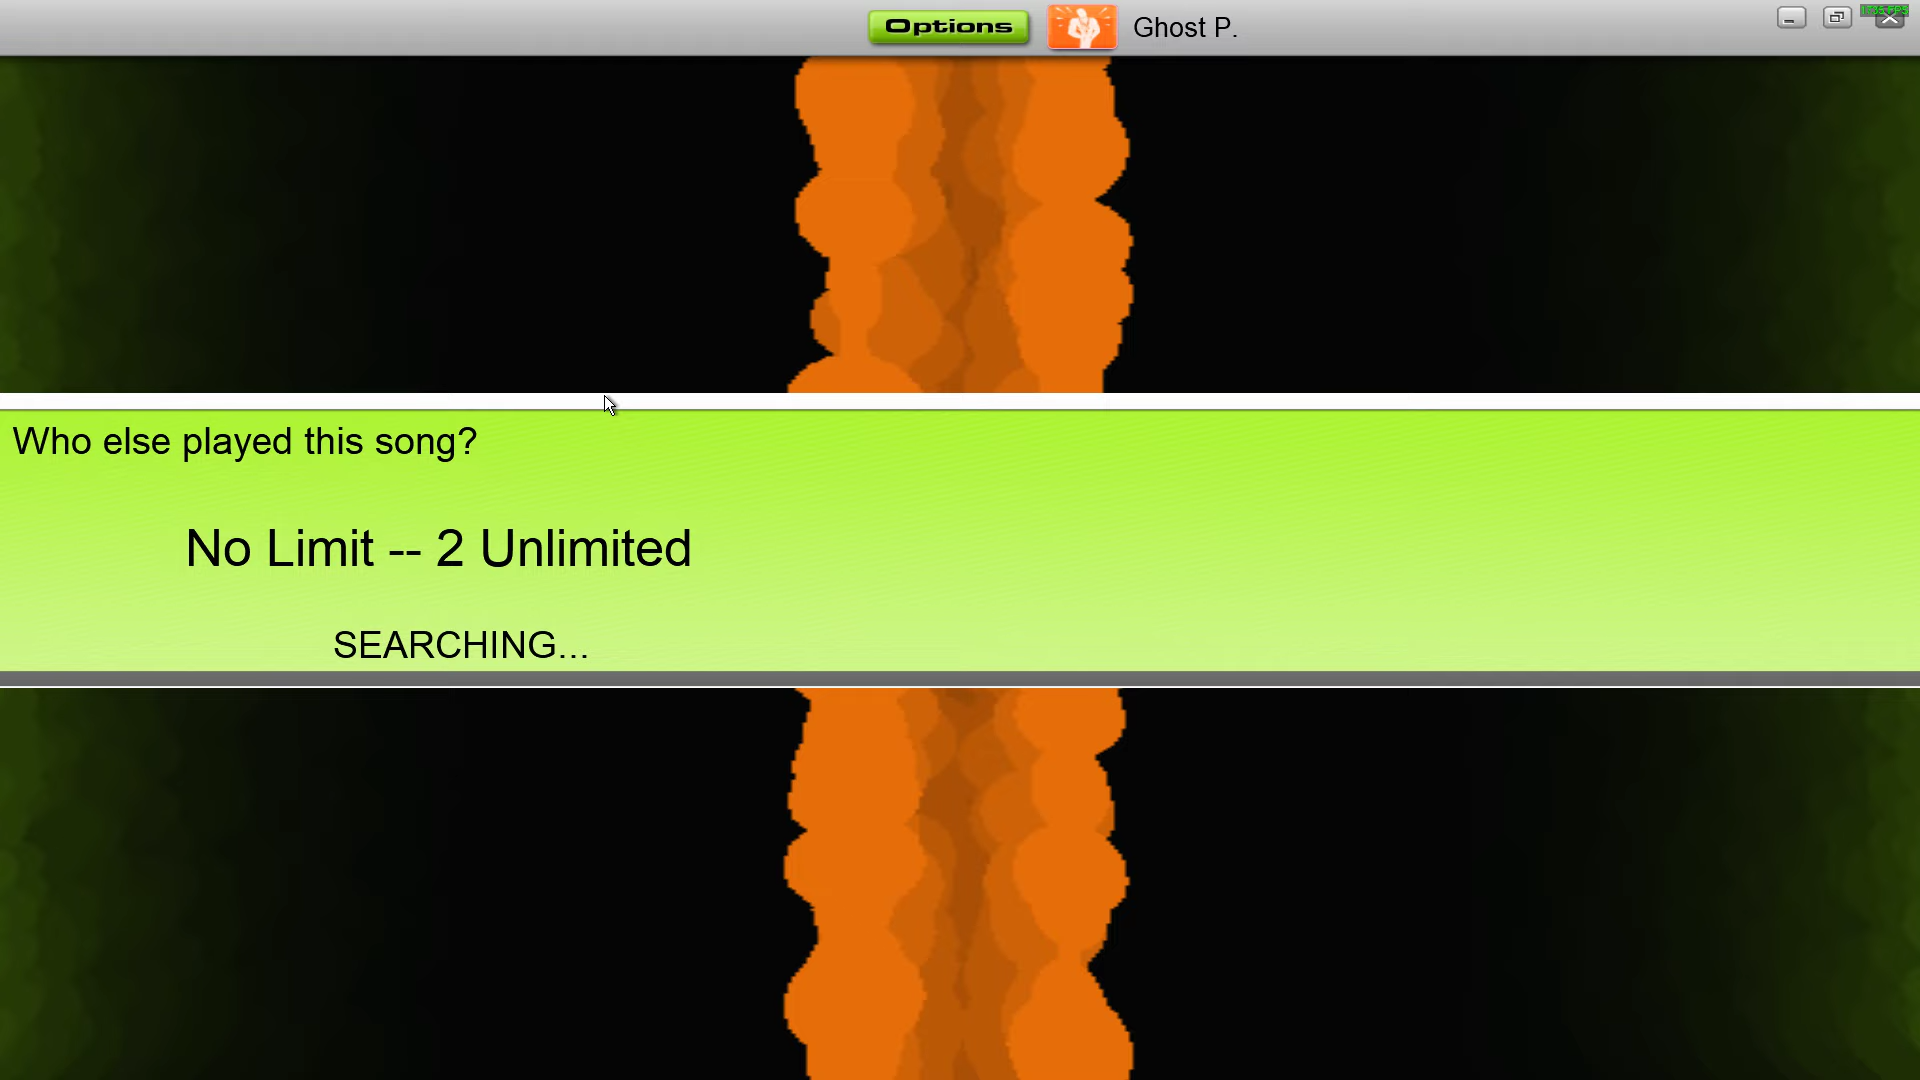 Options
Ghost P.
Who else played this song?
No Limit -- 2 Unlimited
SEARCHING...